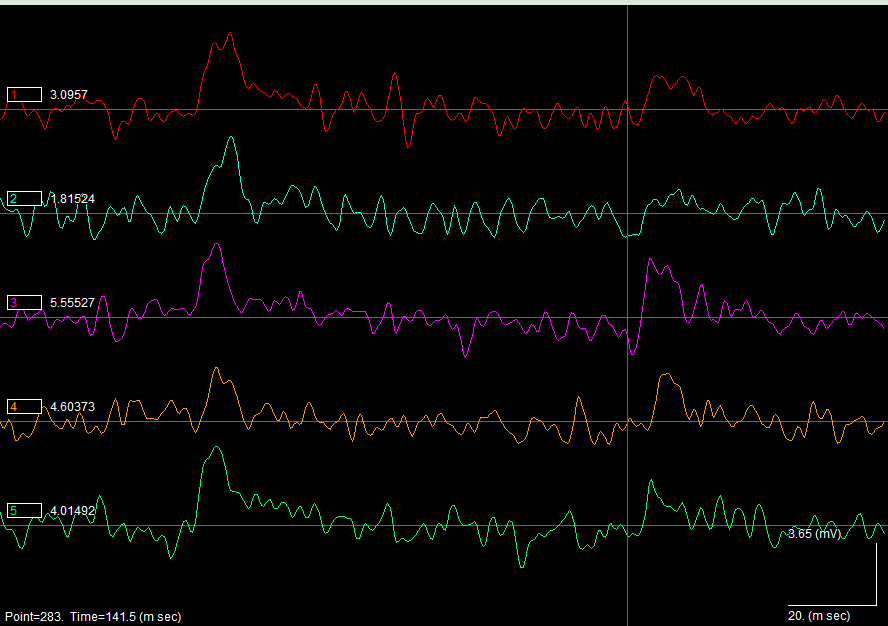 1 3.0957
2 1.81524
3 5.55527
4 4.60373
5 4.01492
3.65 (mV)
20. (m sec)
Point=283. Time=141.5 (m sec)